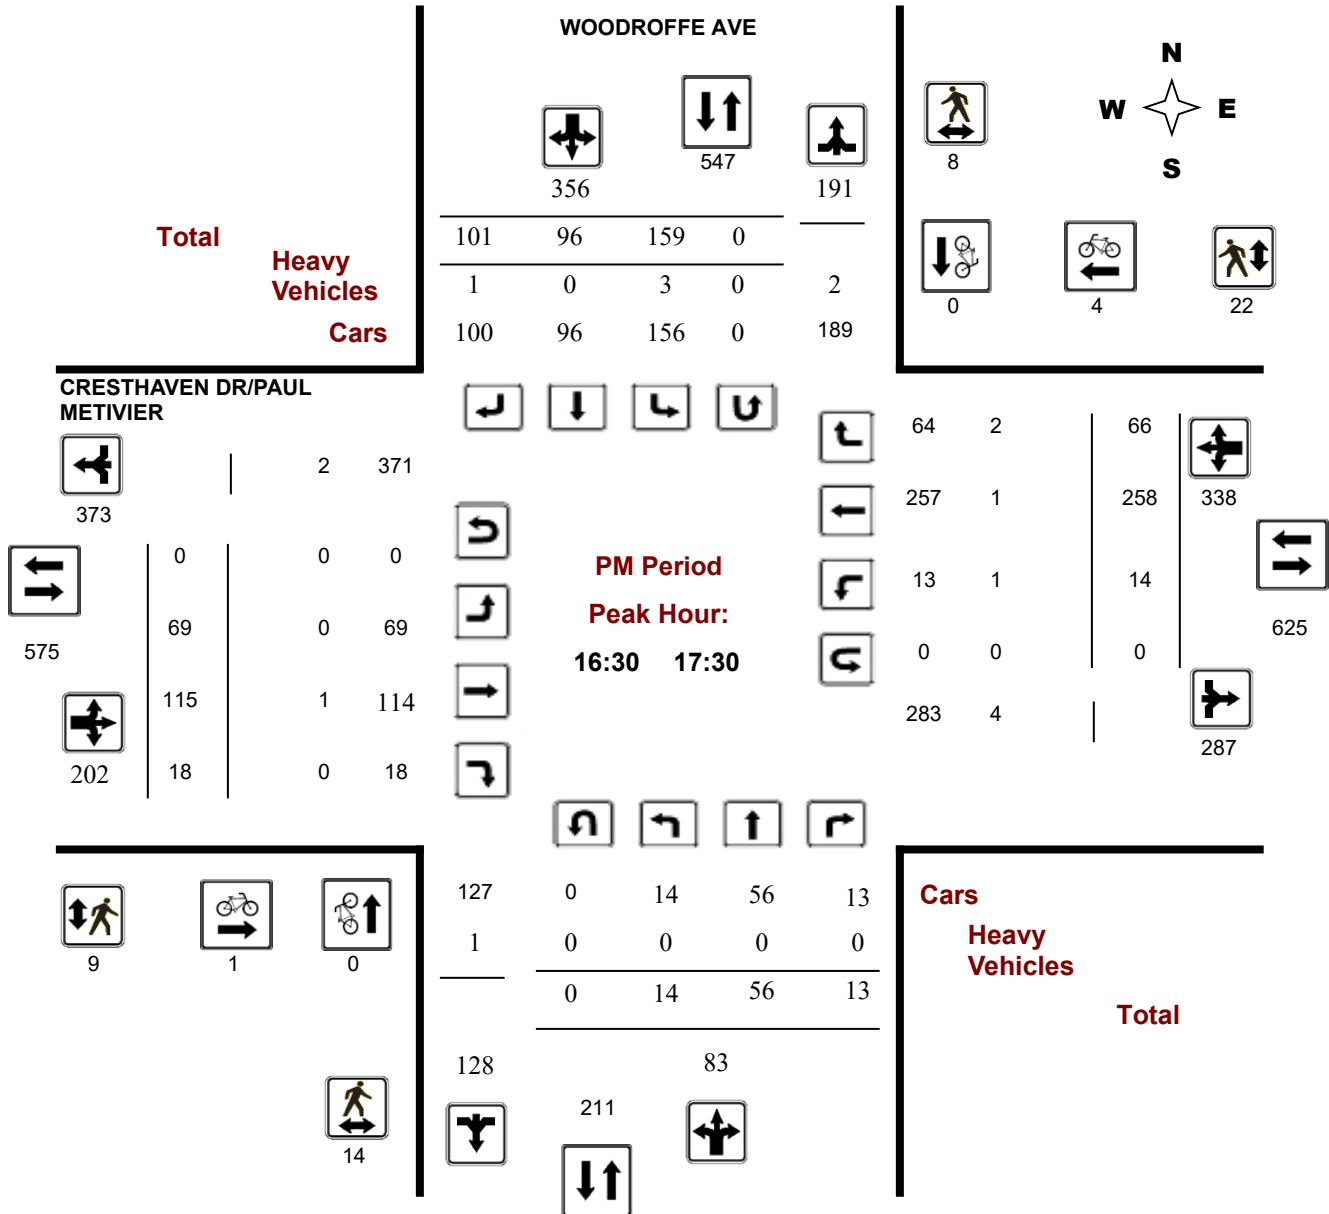 WOODROFFE AVE
N
W E
S
547
8
356
191
Total
101 96 159 0
Heavy
Vehicles
1 0 3 0 2
0 4 22
Cars
100 96 156 0 189
CRESTHAVEN DR/PAUL
METIVIER
64 2 66
2 371
373
257 1 258 338
0 0 0
PM Period
13 1 14
Peak Hour:
69 0 69
625
575
16:30 17:30
0 0 0
115 1 114
283 4
287
202 18 0 18
127 0 14 56 13
Cars
1 0 0 0 0
Heavy
Vehicles
9 1 0
0 14 56 13
Total
128 83
211
14